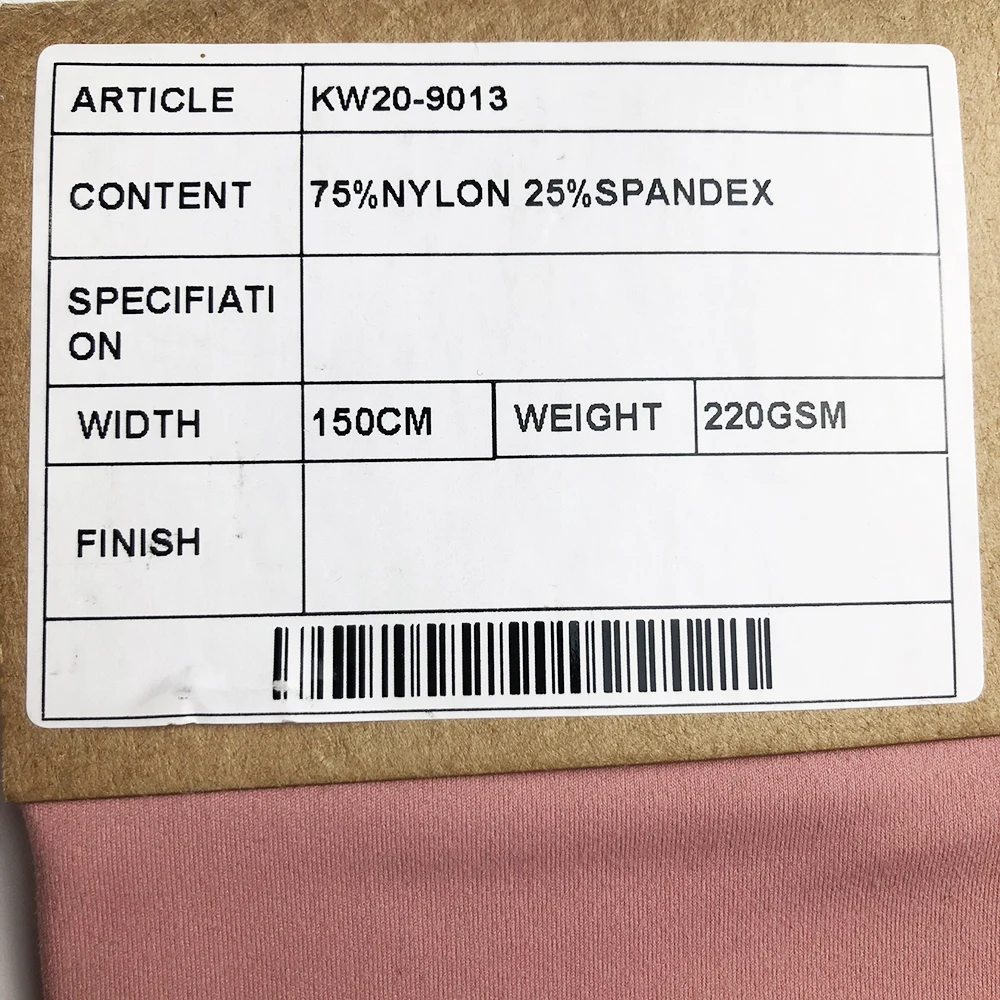 ARTICLE KW20-9013
CONTENT 75%NYLON 25%SPANDEX
SPECIFIATI
ON
WIDTH 150CM WEIGHT 220GSM
FINISH